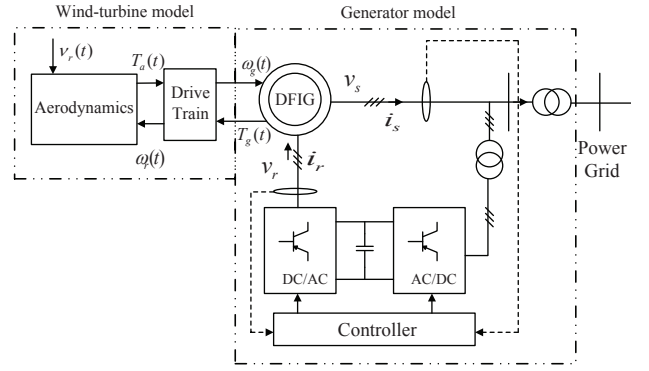 Wind-turbine model
Generator model
v_r(t)
T_a(t)
ω_g(t)
Aerodynamics
Drive
Train
DFIG
v_s
i_s
T_g(t)
ω_r(t)
v_r
i_r
Power
Grid
DC/AC
AC/DC
Controller